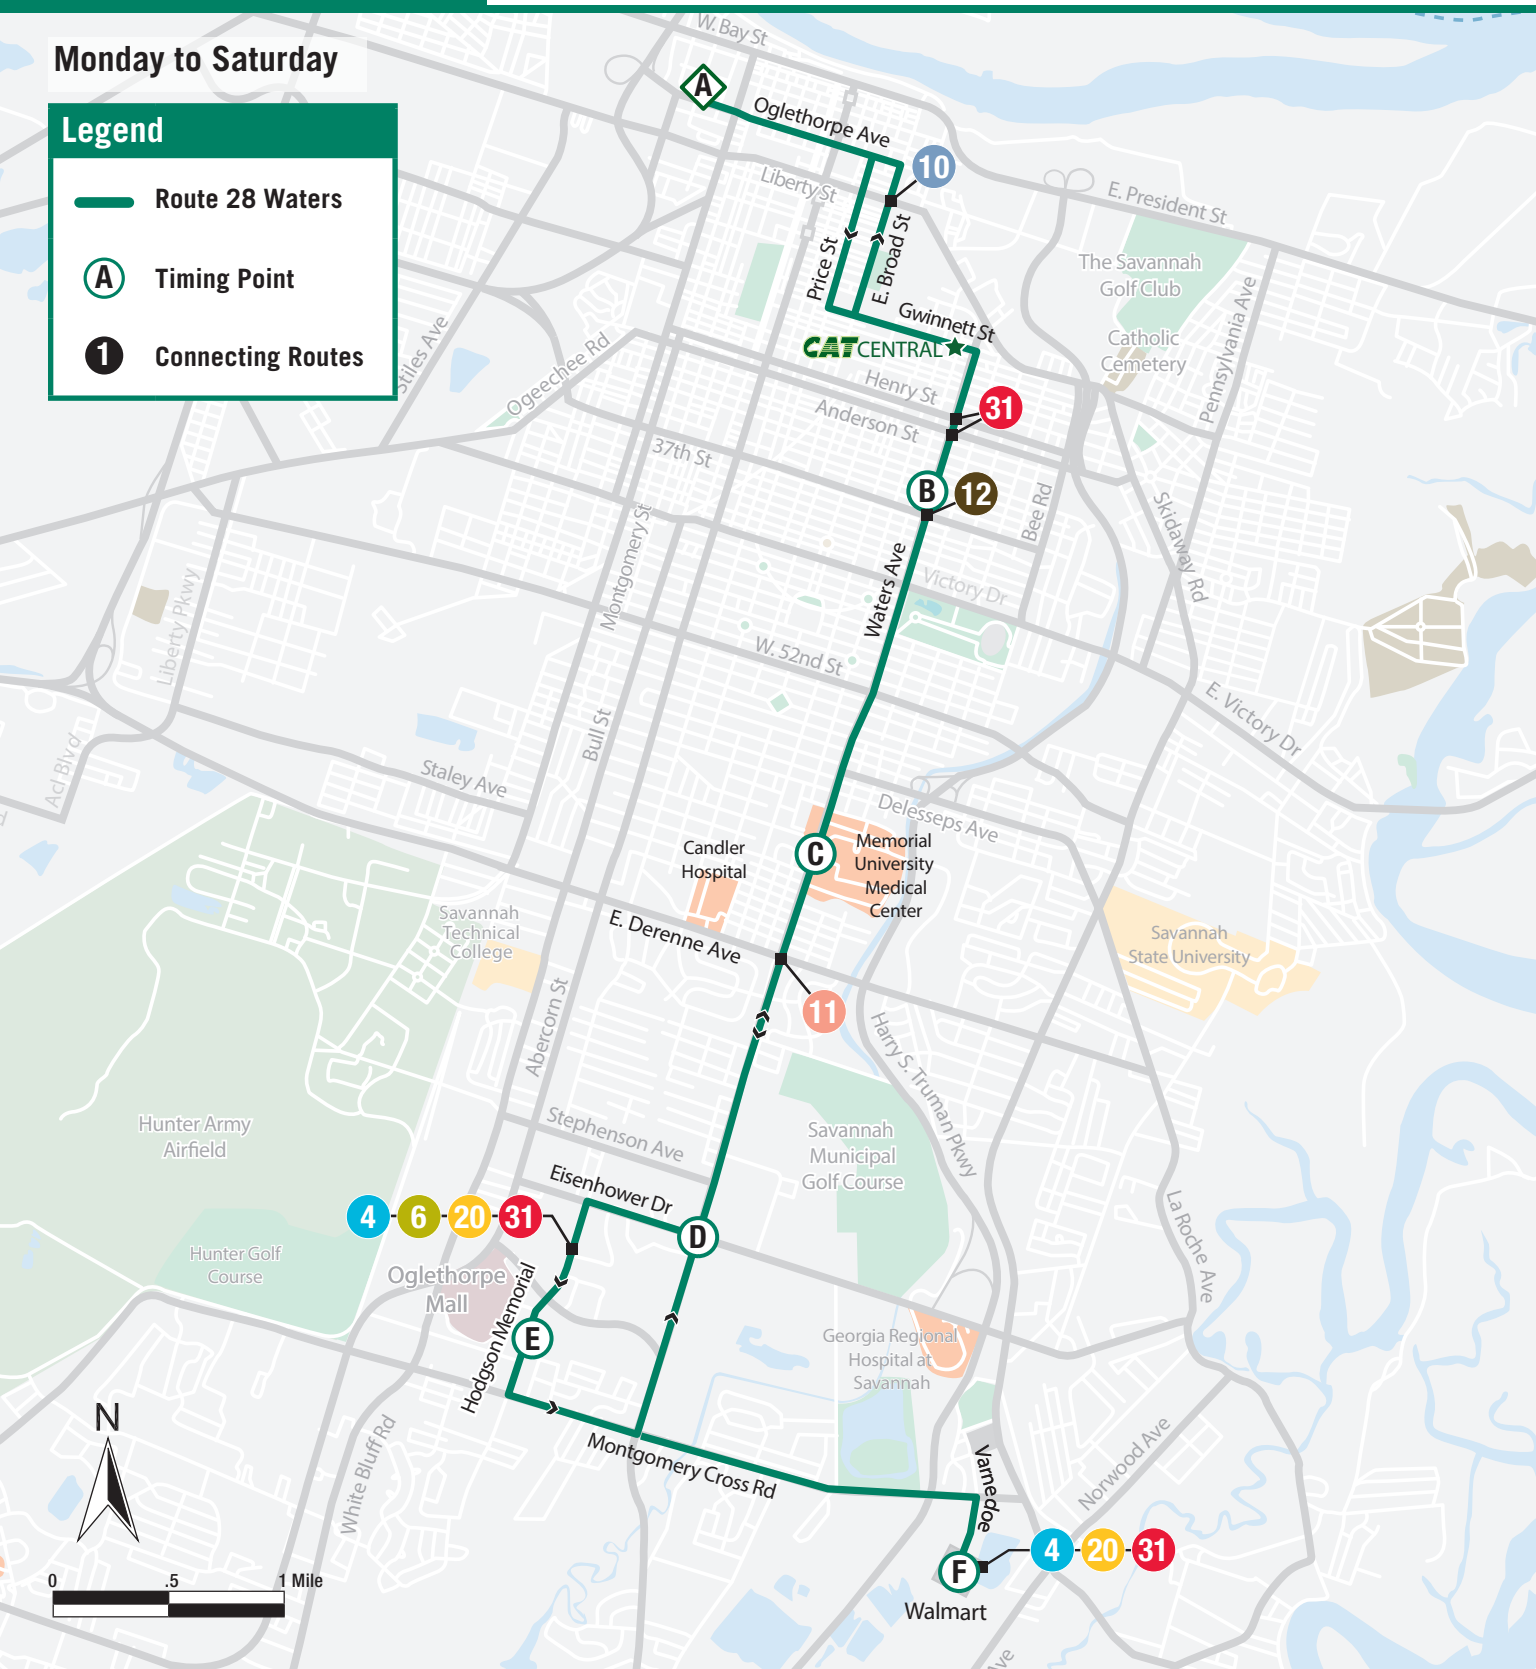 Monday to Saturday
Legend
Route 28 Waters
A
Timing Point
1
Connecting Routes
W. Bay St
A
Oglethorpe Ave
10
Liberty St
E. President St
Price St
E. Broad St
The Savannah
Golf Club
Gwinnett St
CAT CENTRAL
Catholic
Cemetery
Pennsylvania Ave
Stiles Ave
Ogeechee Rd
Henry St
31
Anderson St
37th St
B
12
Bee Rd
Skidaway Rd
Montgomery St
Liberty Pkwy
Waters Ave
Victory Dr
W. 52nd St
E. Victory Dr
Bull St
Acl Blvd
Staley Ave
Delesseps Ave
Candler
Hospital
C
Memorial
University
Medical
Center
Savannah
Technical
College
E. Derenne Ave
Savannah
State University
11
Abercorn St
Harry S. Truman Pkwy
Hunter Army
Airfield
Stephenson Ave
Savannah
Municipal
Golf Course
Eisenhower Dr
4
6
20
31
D
La Roche Ave
Hunter Golf
Course
Oglethorpe
Mall
Hodgson Memorial
E
Georgia Regional
Hospital at
Savannah
N
White Bluff Rd
Montgomery Cross Rd
Varnedoe
Norwood Ave
4
20
31
F
Walmart
0
.5
1 Mile